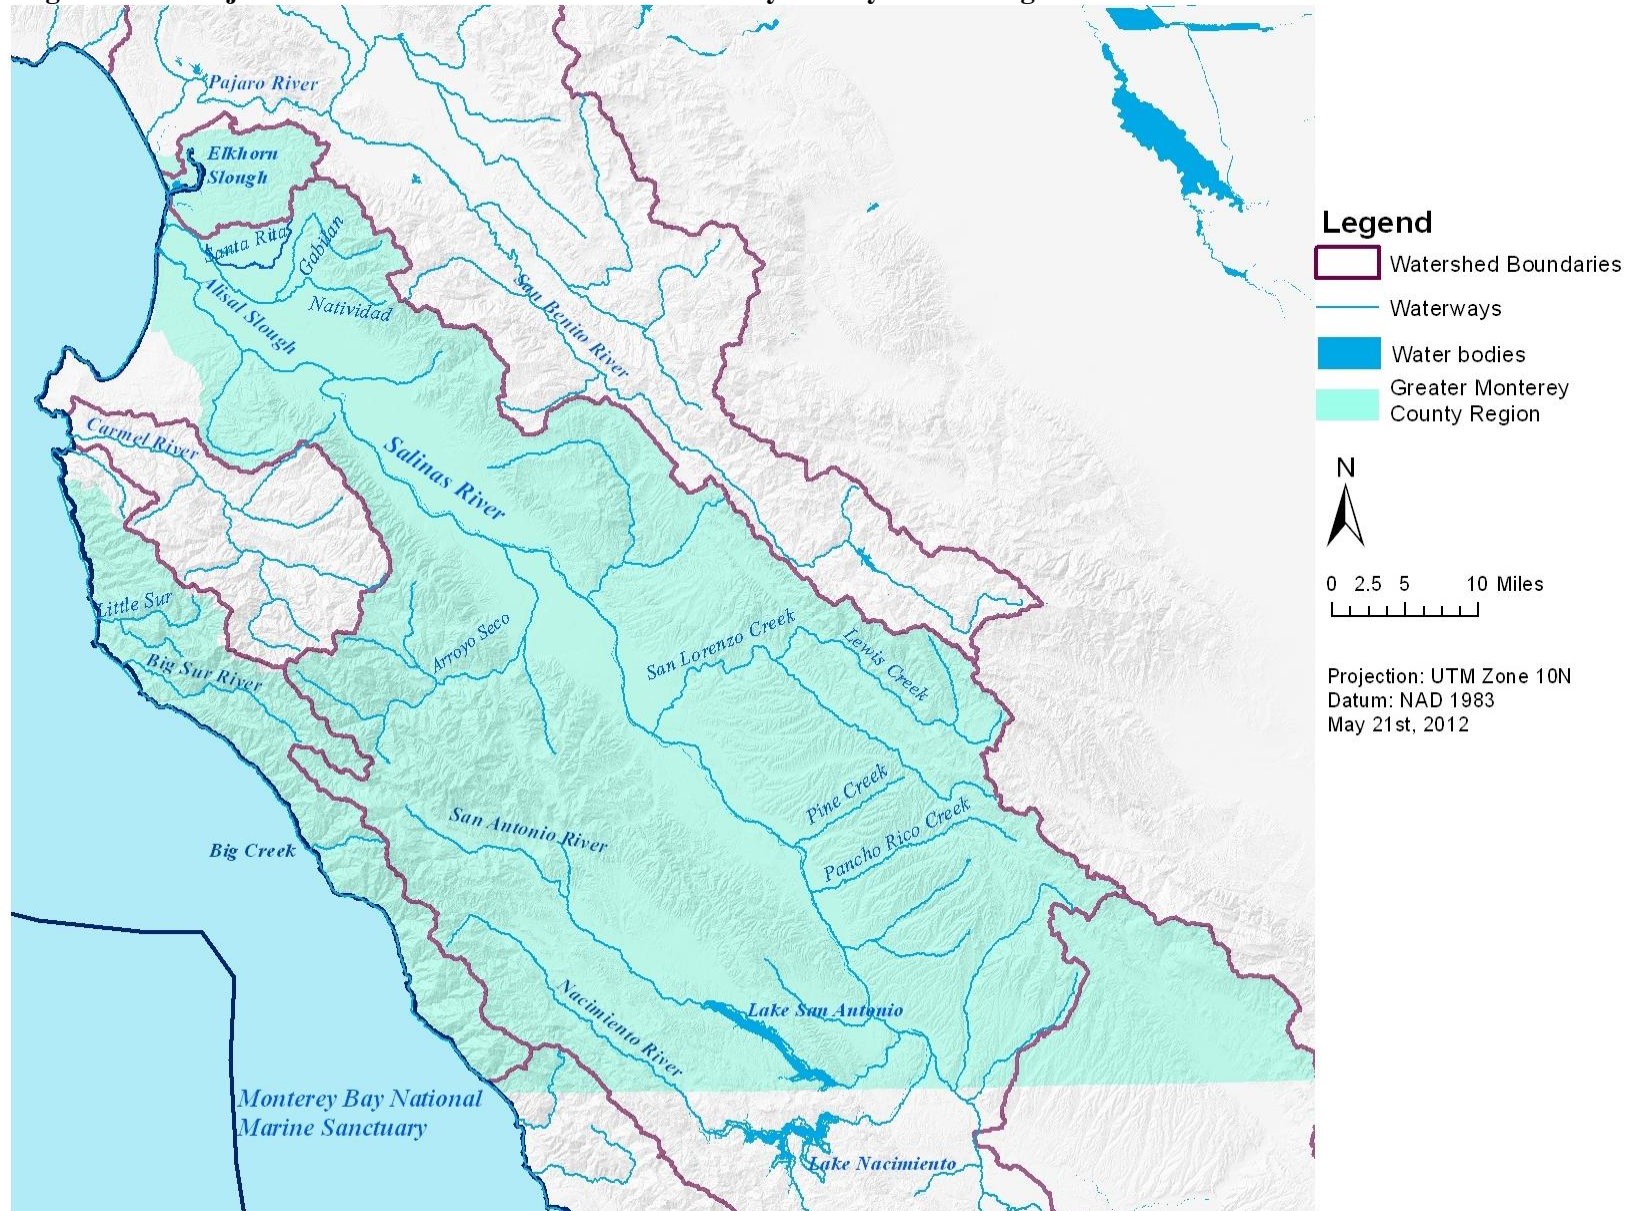 Pajaro River
Elkhorn
Slough
Santa Rita
Gabilan
Natividad
Alisal Slough
San Benito River
Carmel River
Salinas River
Little Sur
Big Sur River
Arroyo Seco
San Lorenzo Creek
Lewis Creek
Pine Creek
Pancho Rico Creek
San Antonio River
Big Creek
Nacimiento River
Lake San Antonio
Monterey Bay National
Marine Sanctuary
Lake Nacimiento
Legend
Watershed Boundaries
Waterways
Water bodies
Greater Monterey
County Region
N
0 2.5 5 10 Miles
Projection: UTM Zone 10N
Datum: NAD 1983
May 21st, 2012